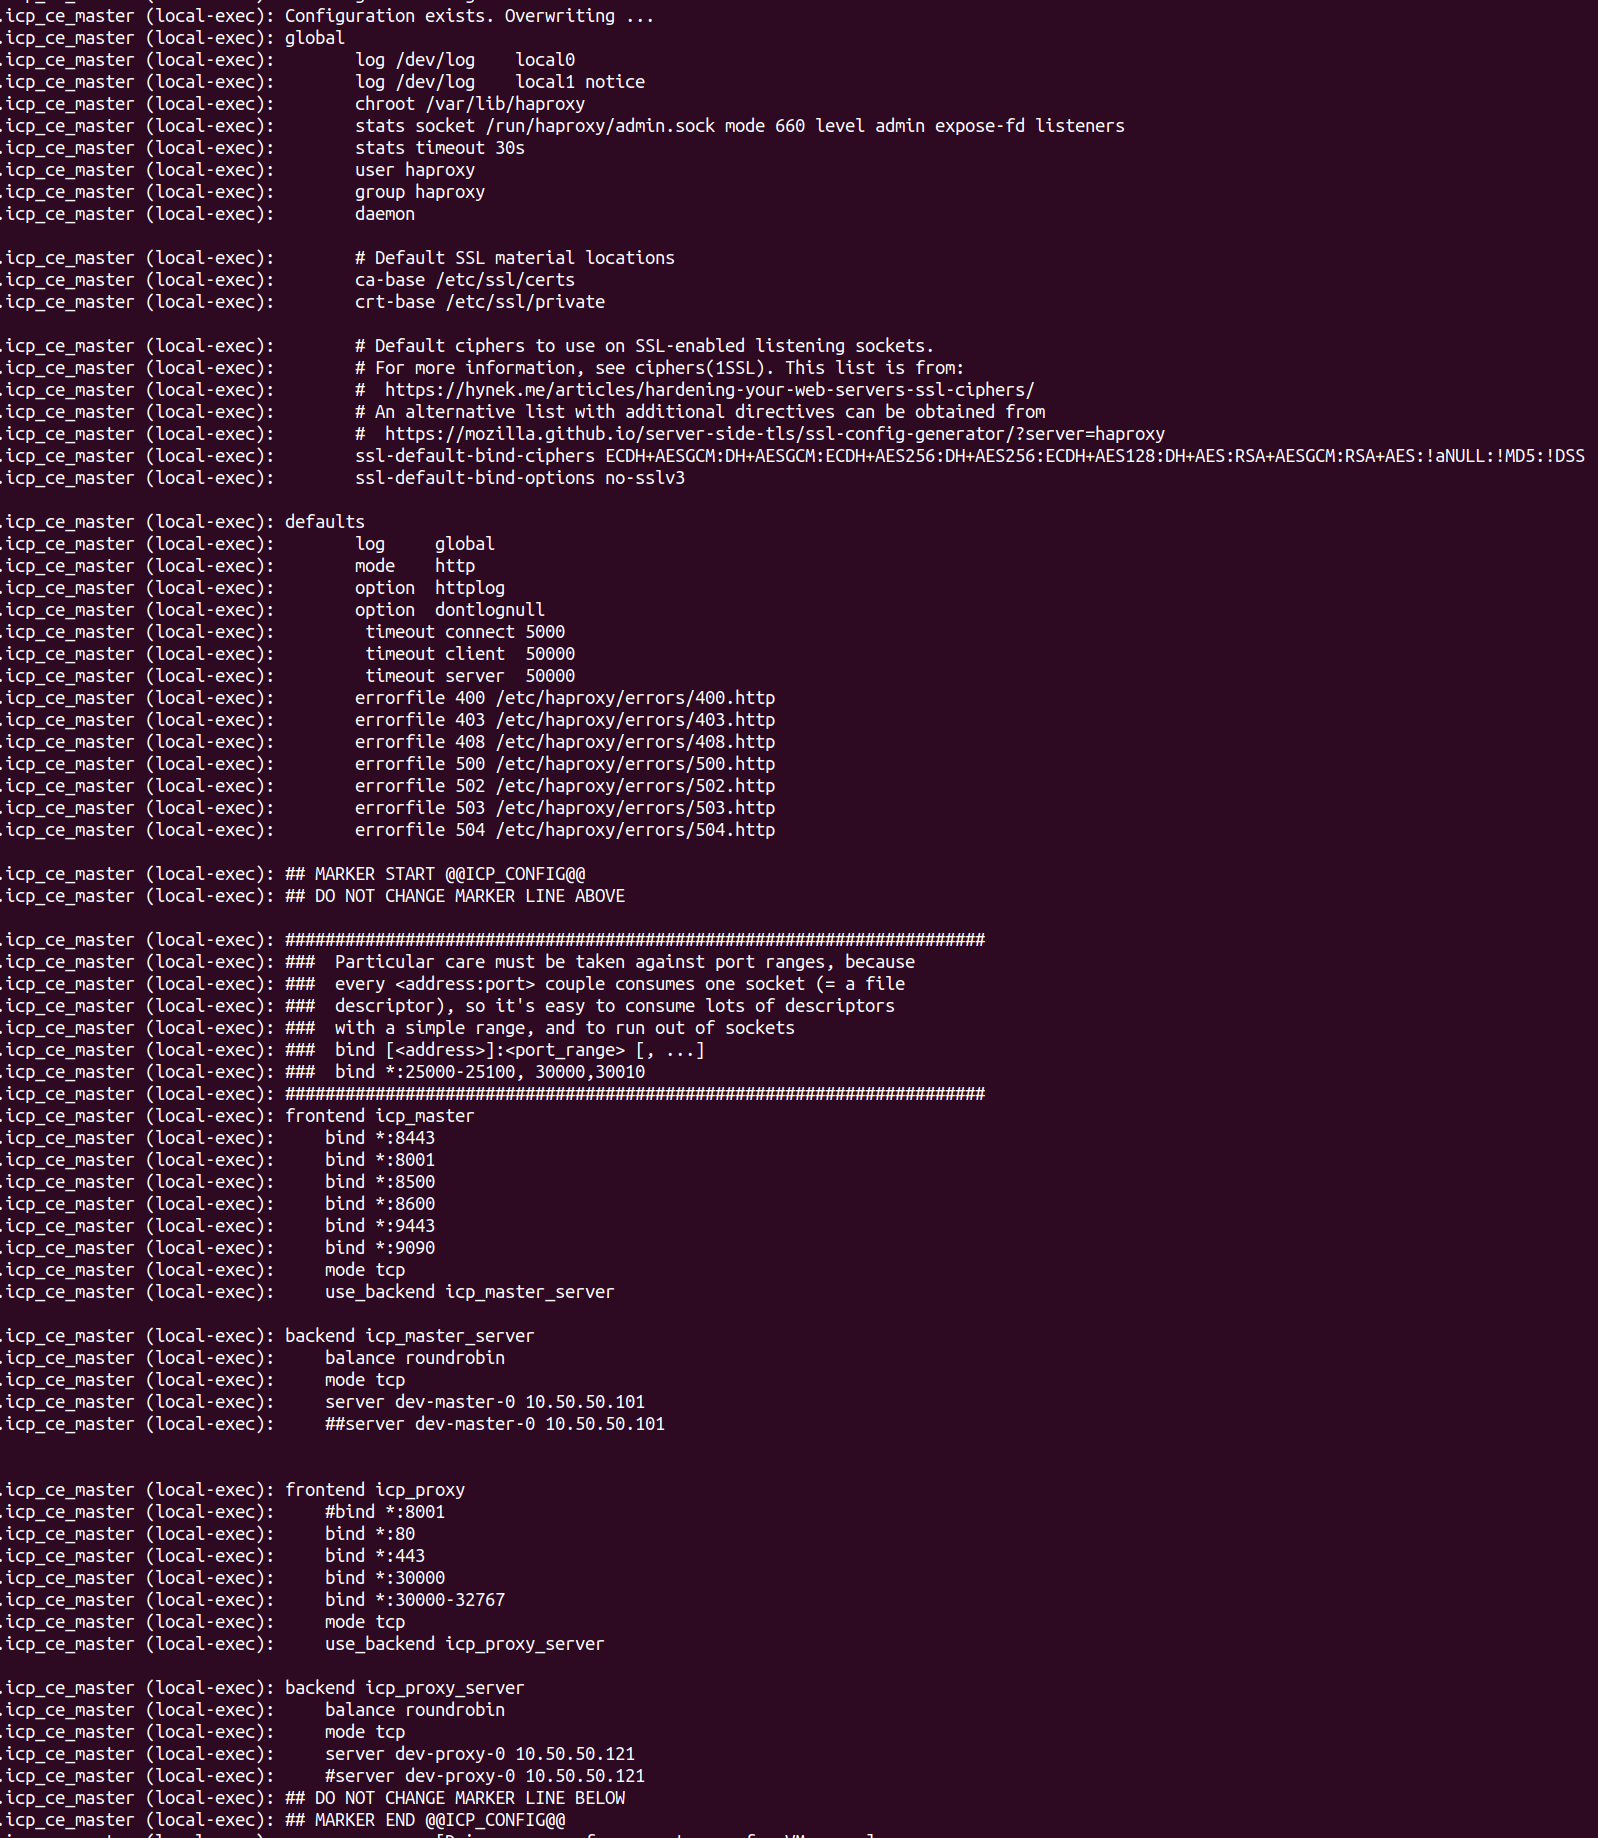 .icp_ce_master (local-exec): Configuration exists. Overwriting ...
.icp_ce_master (local-exec): global
.icp_ce_master (local-exec):        log /dev/log    local0
.icp_ce_master (local-exec):        log /dev/log    local1 notice
.icp_ce_master (local-exec):        chroot /var/lib/haproxy
.icp_ce_master (local-exec):        stats socket /run/haproxy/admin.sock mode 660 level admin expose-fd listeners
.icp_ce_master (local-exec):        stats timeout 30s
.icp_ce_master (local-exec):        user haproxy
.icp_ce_master (local-exec):        group haproxy
.icp_ce_master (local-exec):        daemon
.icp_ce_master (local-exec):        # Default SSL material locations
.icp_ce_master (local-exec):        ca-base /etc/ssl/certs
.icp_ce_master (local-exec):        crt-base /etc/ssl/private
.icp_ce_master (local-exec):        # Default ciphers to use on SSL-enabled listening sockets.
.icp_ce_master (local-exec):        # For more information, see ciphers(1SSL). This list is from:
.icp_ce_master (local-exec):        #  https://hynek.me/articles/hardening-your-web-servers-ssl-ciphers/
.icp_ce_master (local-exec):        # An alternative list with additional directives can be obtained from
.icp_ce_master (local-exec):        #  https://mozilla.github.io/server-side-tls/ssl-config-generator/?server=haproxy
.icp_ce_master (local-exec):        ssl-default-bind-ciphers ECDH+AESGCM:DH+AESGCM:ECDH+AES256:DH+AES256:ECDH+AES128:DH+AES:RSA+AESGCM:RSA+AES:!aNULL:!MD5:!DSS
.icp_ce_master (local-exec):        ssl-default-bind-options no-sslv3
.icp_ce_master (local-exec): defaults
.icp_ce_master (local-exec):        log     global
.icp_ce_master (local-exec):        mode    http
.icp_ce_master (local-exec):        option  httplog
.icp_ce_master (local-exec):        option  dontlognull
.icp_ce_master (local-exec):         timeout connect 5000
.icp_ce_master (local-exec):         timeout client  50000
.icp_ce_master (local-exec):         timeout server  50000
.icp_ce_master (local-exec):        errorfile 400 /etc/haproxy/errors/400.http
.icp_ce_master (local-exec):        errorfile 403 /etc/haproxy/errors/403.http
.icp_ce_master (local-exec):        errorfile 408 /etc/haproxy/errors/408.http
.icp_ce_master (local-exec):        errorfile 500 /etc/haproxy/errors/500.http
.icp_ce_master (local-exec):        errorfile 502 /etc/haproxy/errors/502.http
.icp_ce_master (local-exec):        errorfile 503 /etc/haproxy/errors/503.http
.icp_ce_master (local-exec):        errorfile 504 /etc/haproxy/errors/504.http
.icp_ce_master (local-exec): ## MARKER START @@ICP_CONFIG@@
.icp_ce_master (local-exec): ## DO NOT CHANGE MARKER LINE ABOVE
.icp_ce_master (local-exec): ######################################################################
.icp_ce_master (local-exec): ###  Particular care must be taken against port ranges, because
.icp_ce_master (local-exec): ###  every <address:port> couple consumes one socket (= a file
.icp_ce_master (local-exec): ###  descriptor), so it's easy to consume lots of descriptors
.icp_ce_master (local-exec): ###  with a simple range, and to run out of sockets
.icp_ce_master (local-exec): ###  bind [<address>]:<port_range> [, ...]
.icp_ce_master (local-exec): ###  bind *:25000-25100, 30000,30010
.icp_ce_master (local-exec): ######################################################################
.icp_ce_master (local-exec): frontend icp_master
.icp_ce_master (local-exec):     bind *:8443
.icp_ce_master (local-exec):     bind *:8001
.icp_ce_master (local-exec):     bind *:8500
.icp_ce_master (local-exec):     bind *:8600
.icp_ce_master (local-exec):     bind *:9443
.icp_ce_master (local-exec):     bind *:9090
.icp_ce_master (local-exec):     mode tcp
.icp_ce_master (local-exec):     use_backend icp_master_server
.icp_ce_master (local-exec): backend icp_master_server
.icp_ce_master (local-exec):     balance roundrobin
.icp_ce_master (local-exec):     mode tcp
.icp_ce_master (local-exec):     server dev-master-0 10.50.50.101
.icp_ce_master (local-exec):     ##server dev-master-0 10.50.50.101
.icp_ce_master (local-exec): frontend icp_proxy
.icp_ce_master (local-exec):     #bind *:8001
.icp_ce_master (local-exec):     bind *:80
.icp_ce_master (local-exec):     bind *:443
.icp_ce_master (local-exec):     bind *:30000
.icp_ce_master (local-exec):     bind *:30000-32767
.icp_ce_master (local-exec):     mode tcp
.icp_ce_master (local-exec):     use_backend icp_proxy_server
.icp_ce_master (local-exec): backend icp_proxy_server
.icp_ce_master (local-exec):     balance roundrobin
.icp_ce_master (local-exec):     mode tcp
.icp_ce_master (local-exec):     server dev-proxy-0 10.50.50.121
.icp_ce_master (local-exec):     #server dev-proxy-0 10.50.50.121
.icp_ce_master (local-exec): ## DO NOT CHANGE MARKER LINE BELOW
.icp_ce_master (local-exec): ## MARKER END @@ICP_CONFIG@@